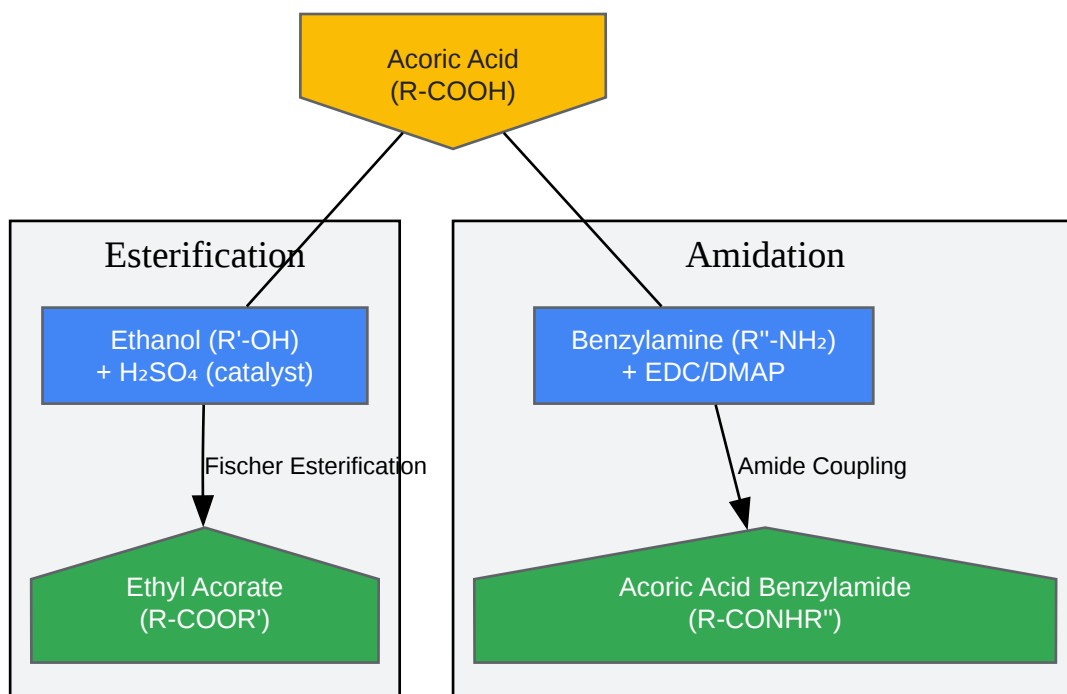 Acoric Acid
(R-COOH)
Esterification
Ethanol (R'-OH)
+ H₂SO₄ (catalyst)
Fischer Esterification
Ethyl Acorate
(R-COOR')
Amidation
Benzylamine (R''-NH₂)
+ EDC/DMAP
Amide Coupling
Acoric Acid Benzylamide
(R-CONHR'')